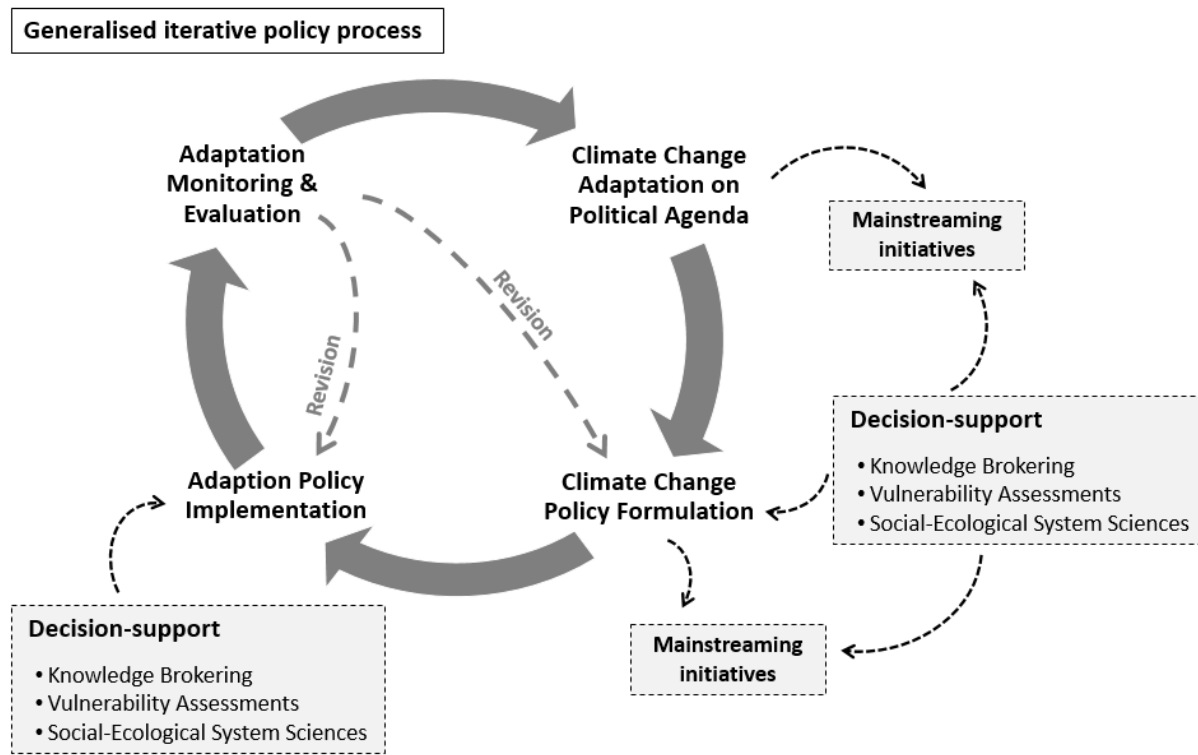 Generalised iterative policy process
Adaptation
Monitoring &
Evaluation
Climate Change
Adaptation on
Political Agenda
Mainstreaming
initiatives
Revision
Revision
Decision-support
• Knowledge Brokering
• Vulnerability Assessments
• Social-Ecological System Sciences
Adaption Policy
Implementation
Climate Change
Policy Formulation
Decision-support
• Knowledge Brokering
• Vulnerability Assessments
• Social-Ecological System Sciences
Mainstreaming
initiatives